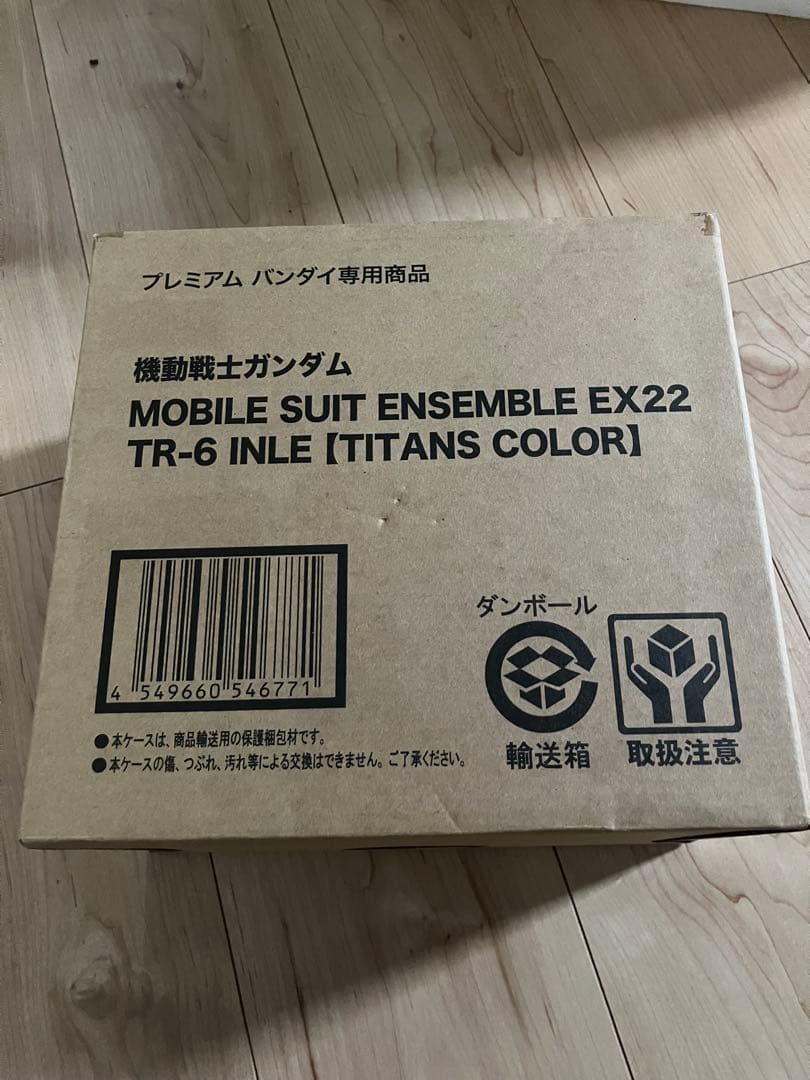 プレミアム バンダイ専用商品
機動戦士ガンダム
MOBILE SUIT ENSEMBLE EX22
TR-6 INLE【TITANS COLOR】
4 549660 546771
ダンボール
輸送箱
取扱注意
●本ケースは、商品輸送用の保護梱包材です。
●本ケースの傷、つぶれ、汚れ等による交換はできません。ご了承ください。